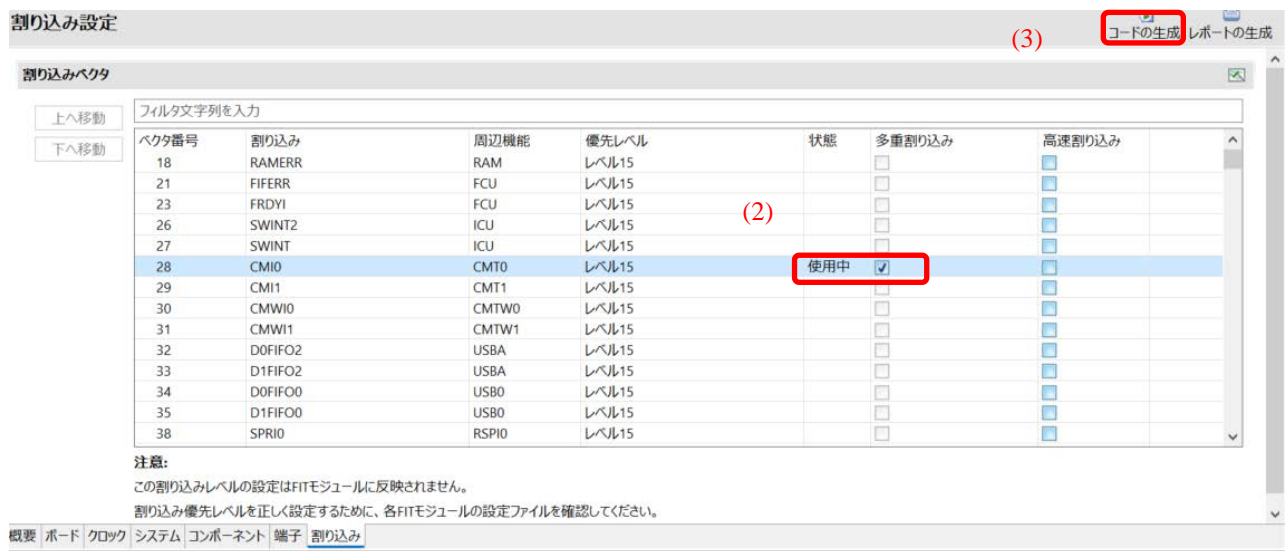 割り込み設定
(3)
コードの生成 レポートの生成
割り込みベクタ
上へ移動
下へ移動
フィルタ文字列を入力
ベクタ番号 割り込み 周辺機能 優先レベル 状態 多重割り込み 高速割り込み
18 RAMERR RAM レベル15
21 FIFERR FCU レベル15
23 FRDYI FCU レベル15
(2)
26 SWINT2 ICU レベル15
27 SWINT ICU レベル15
28 CMI0 CMT0 レベル15 使用中
29 CMI1 CMT1 レベル15
30 CMWI0 CMTW0 レベル15
31 CMWI1 CMTW1 レベル15
32 D0FIFO2 USBA レベル15
33 D1FIFO2 USBA レベル15
34 D0FIFO0 USB0 レベル15
35 D1FIFO0 USB0 レベル15
38 SPRI0 RSPI0 レベル15
注意:
この割り込みレベルの設定はFITモジュールに反映されません。
割り込み優先レベルを正しく設定するために、各FITモジュールの設定ファイルを確認してください。
概要 ボード クロック システム コンポーネント 端子 割り込み